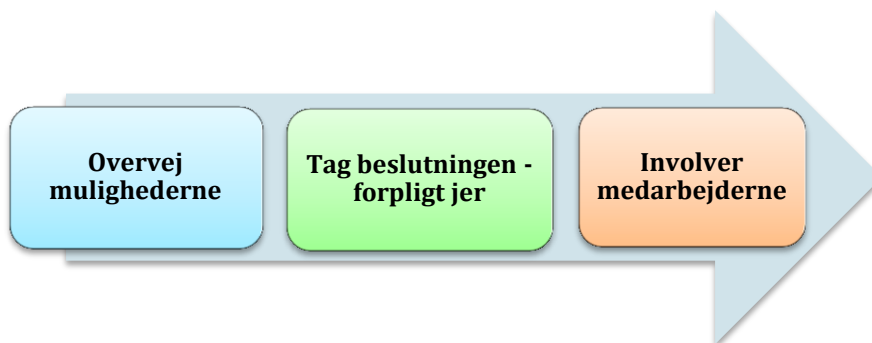 Overvej
mulighederne
Tag beslutningen -
forpligt jer
Involver
medarbejderne